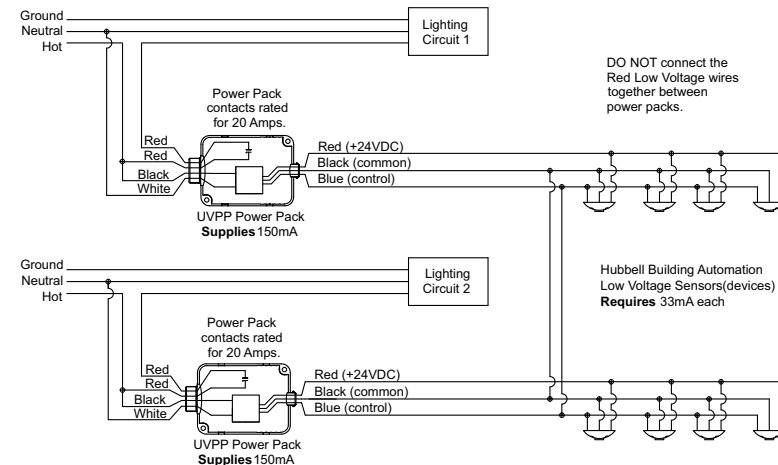 Ground
Neutral
Hot
Lighting
Circuit 1
DO NOT connect the
Red Low Voltage wires
together between
power packs.
Power Pack
contacts rated
for 20 Amps.
Red
Red
Black
White
Red (+24VDC)
Black (common)
Blue (control)
UVPP Power Pack
Supplies 150mA
Ground
Neutral
Hot
Lighting
Circuit 2
Hubbell Building Automation
Low Voltage Sensors(devices)
Requires 33mA each
Power Pack
contacts rated
for 20 Amps.
Red
Red
Black
White
Red (+24VDC)
Black (common)
Blue (control)
UVPP Power Pack
Supplies 150mA